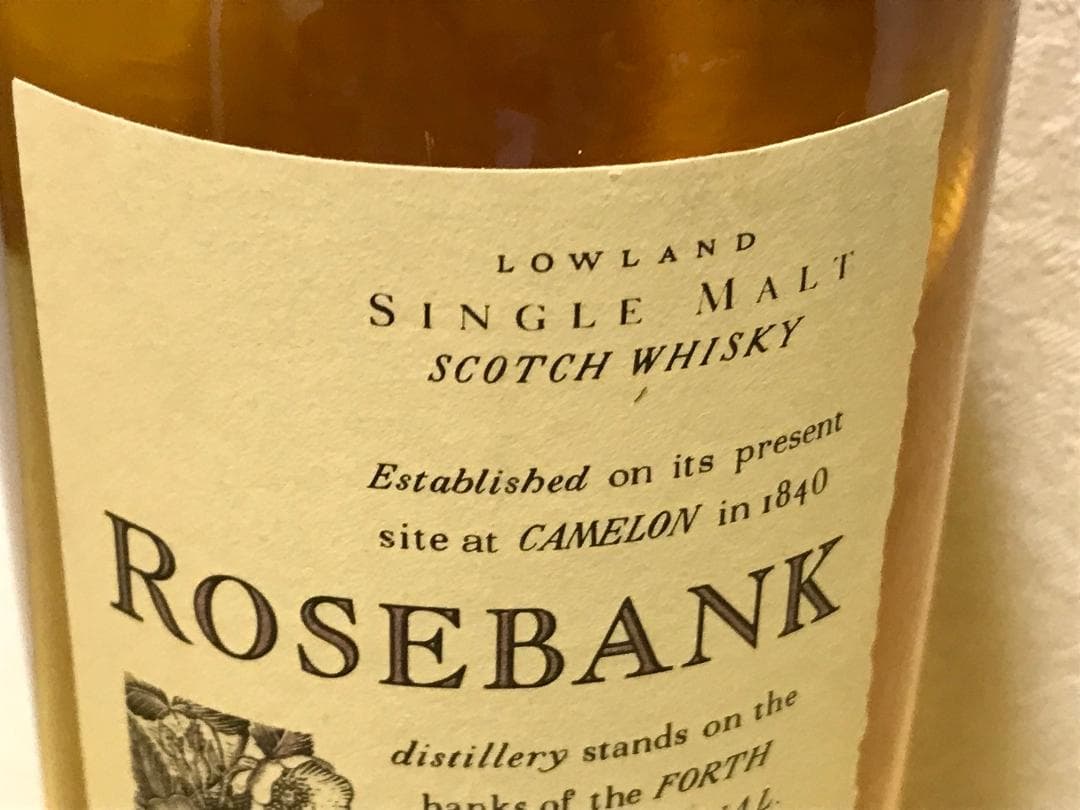 LOWLAND
SINGLE MALT
SCOTCH WHISKY
Established on its present
site at CAMELON in 1840
ROSEBANK
distillery stands on the
banks of the FORTH